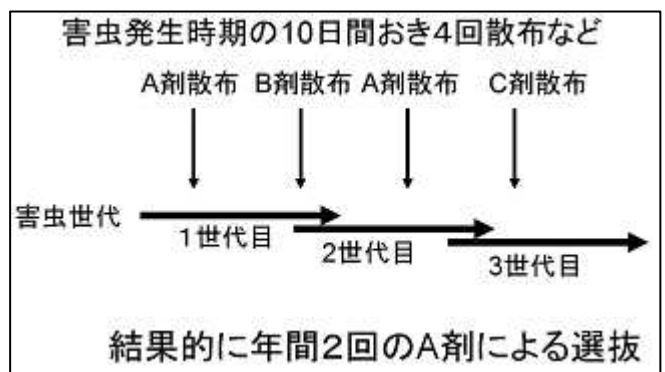 害虫発生時期の10日間おき4回散布など
A剤散布 B剤散布 A剤散布 C剤散布
害虫世代
1世代目
2世代目
3世代目
結果的に年間2回のA剤による選抜